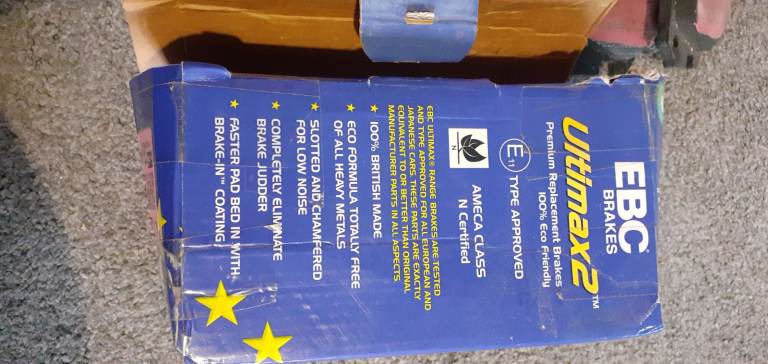 EBC
BRAKES
Ultimax2™
Premium Replacement Brakes
100% Eco Friendly
E11 TYPE APPROVED
N
AMECA CLASS
N Certified
EBC ULTIMAX® RANGE BRAKES ARE TESTED
AND TYPE APPROVED FOR ALL EUROPEAN AND
JAPANESE CARS. THESE PARTS ARE EXACTLY
EQUIVALENT TO OR BETTER THAN ORIGINAL
MANUFACTURER PARTS IN ALL ASPECTS
★ 100% BRITISH MADE
★ ECO FORMULA TOTALLY FREE
OF ALL HEAVY METALS
★ SLOTTED AND CHAMFERED
FOR LOW NOISE
★ COMPLETELY ELIMINATE
BRAKE JUDDER
★ FASTER PAD BED IN WITH
BRAKE-IN™ COATING